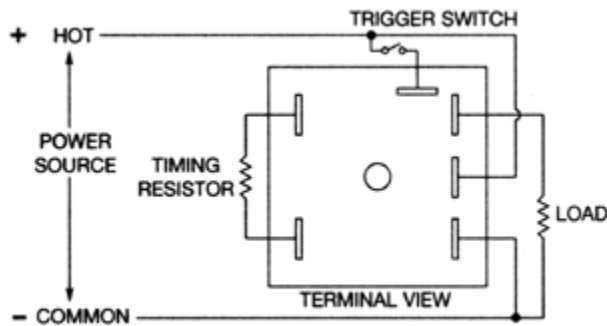 TRIGGER SWITCH
+ HOT
POWER
SOURCE
TIMING
RESISTOR
LOAD
TERMINAL VIEW
- COMMON